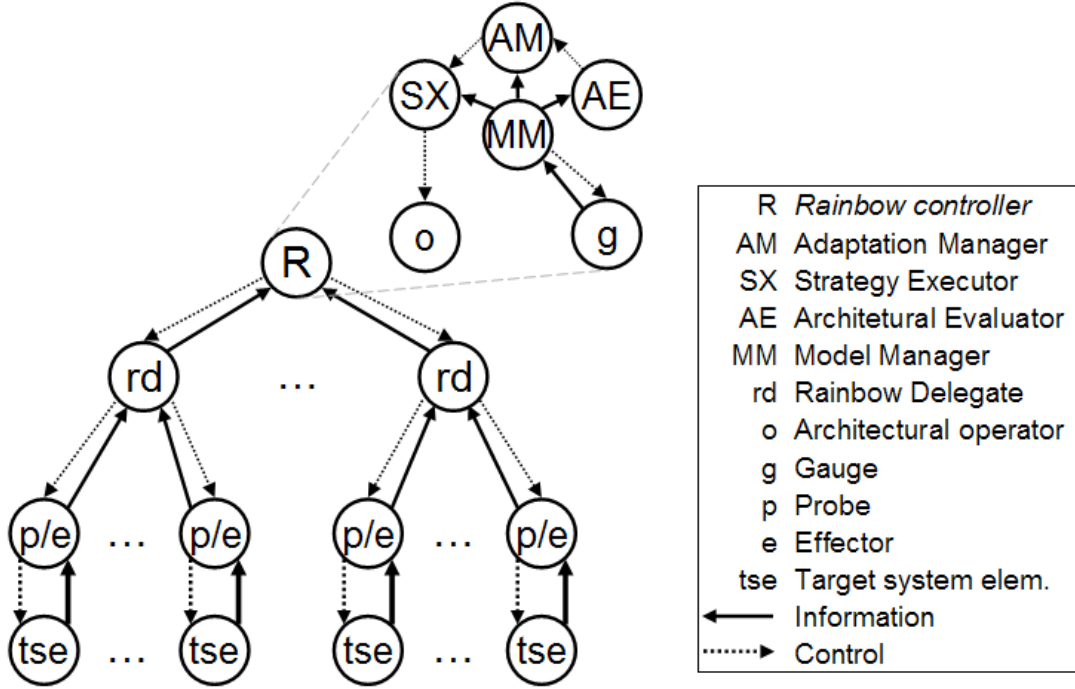 AM
SX
AE
MM
o
g
R
rd
...
rd
p/e
...
p/e
p/e
...
p/e
tse
...
tse
tse
...
tse
R Rainbow controller
AM Adaptation Manager
SX Strategy Executor
AE Architetural Evaluator
MM Model Manager
rd Rainbow Delegate
o Architectural operator
g Gauge
p Probe
e Effector
tse Target system elem.
Information
Control